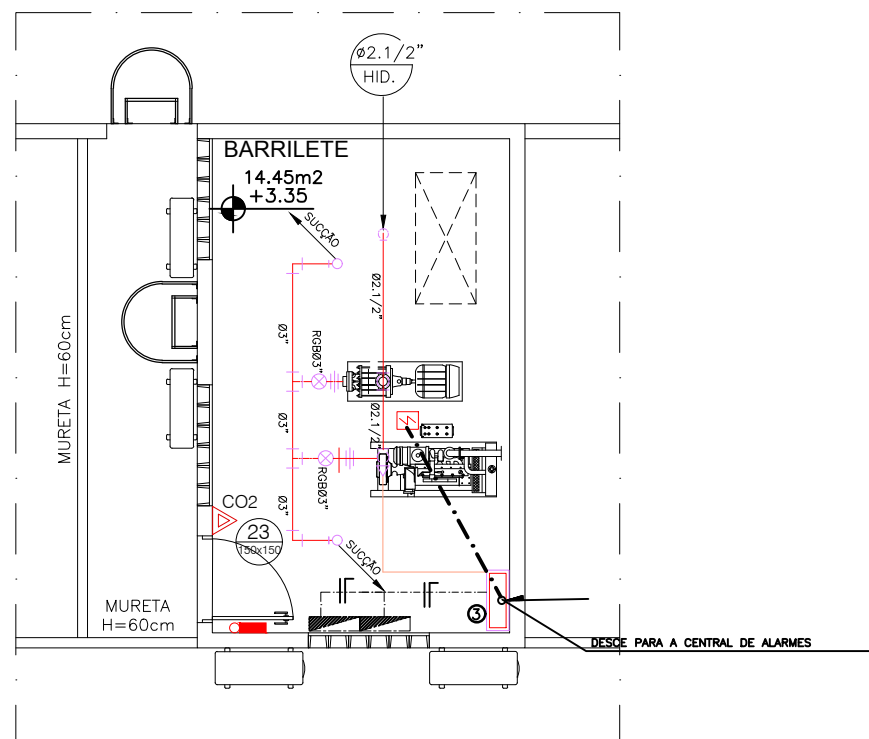 Ø2.1/2"
HID.
BARRILETE
14.45m2
+3.35
SUCÇÃO
Ø2.1/2"
Ø3"
RGBØ3"
MURETA H=60cm
Ø2.1/2"
Ø3"
RGBØ3"
CO2
23
150x150
Ø3"
SUCÇÃO
MURETA
H=60cm
3
DESCE PARA A CENTRAL DE ALARMES